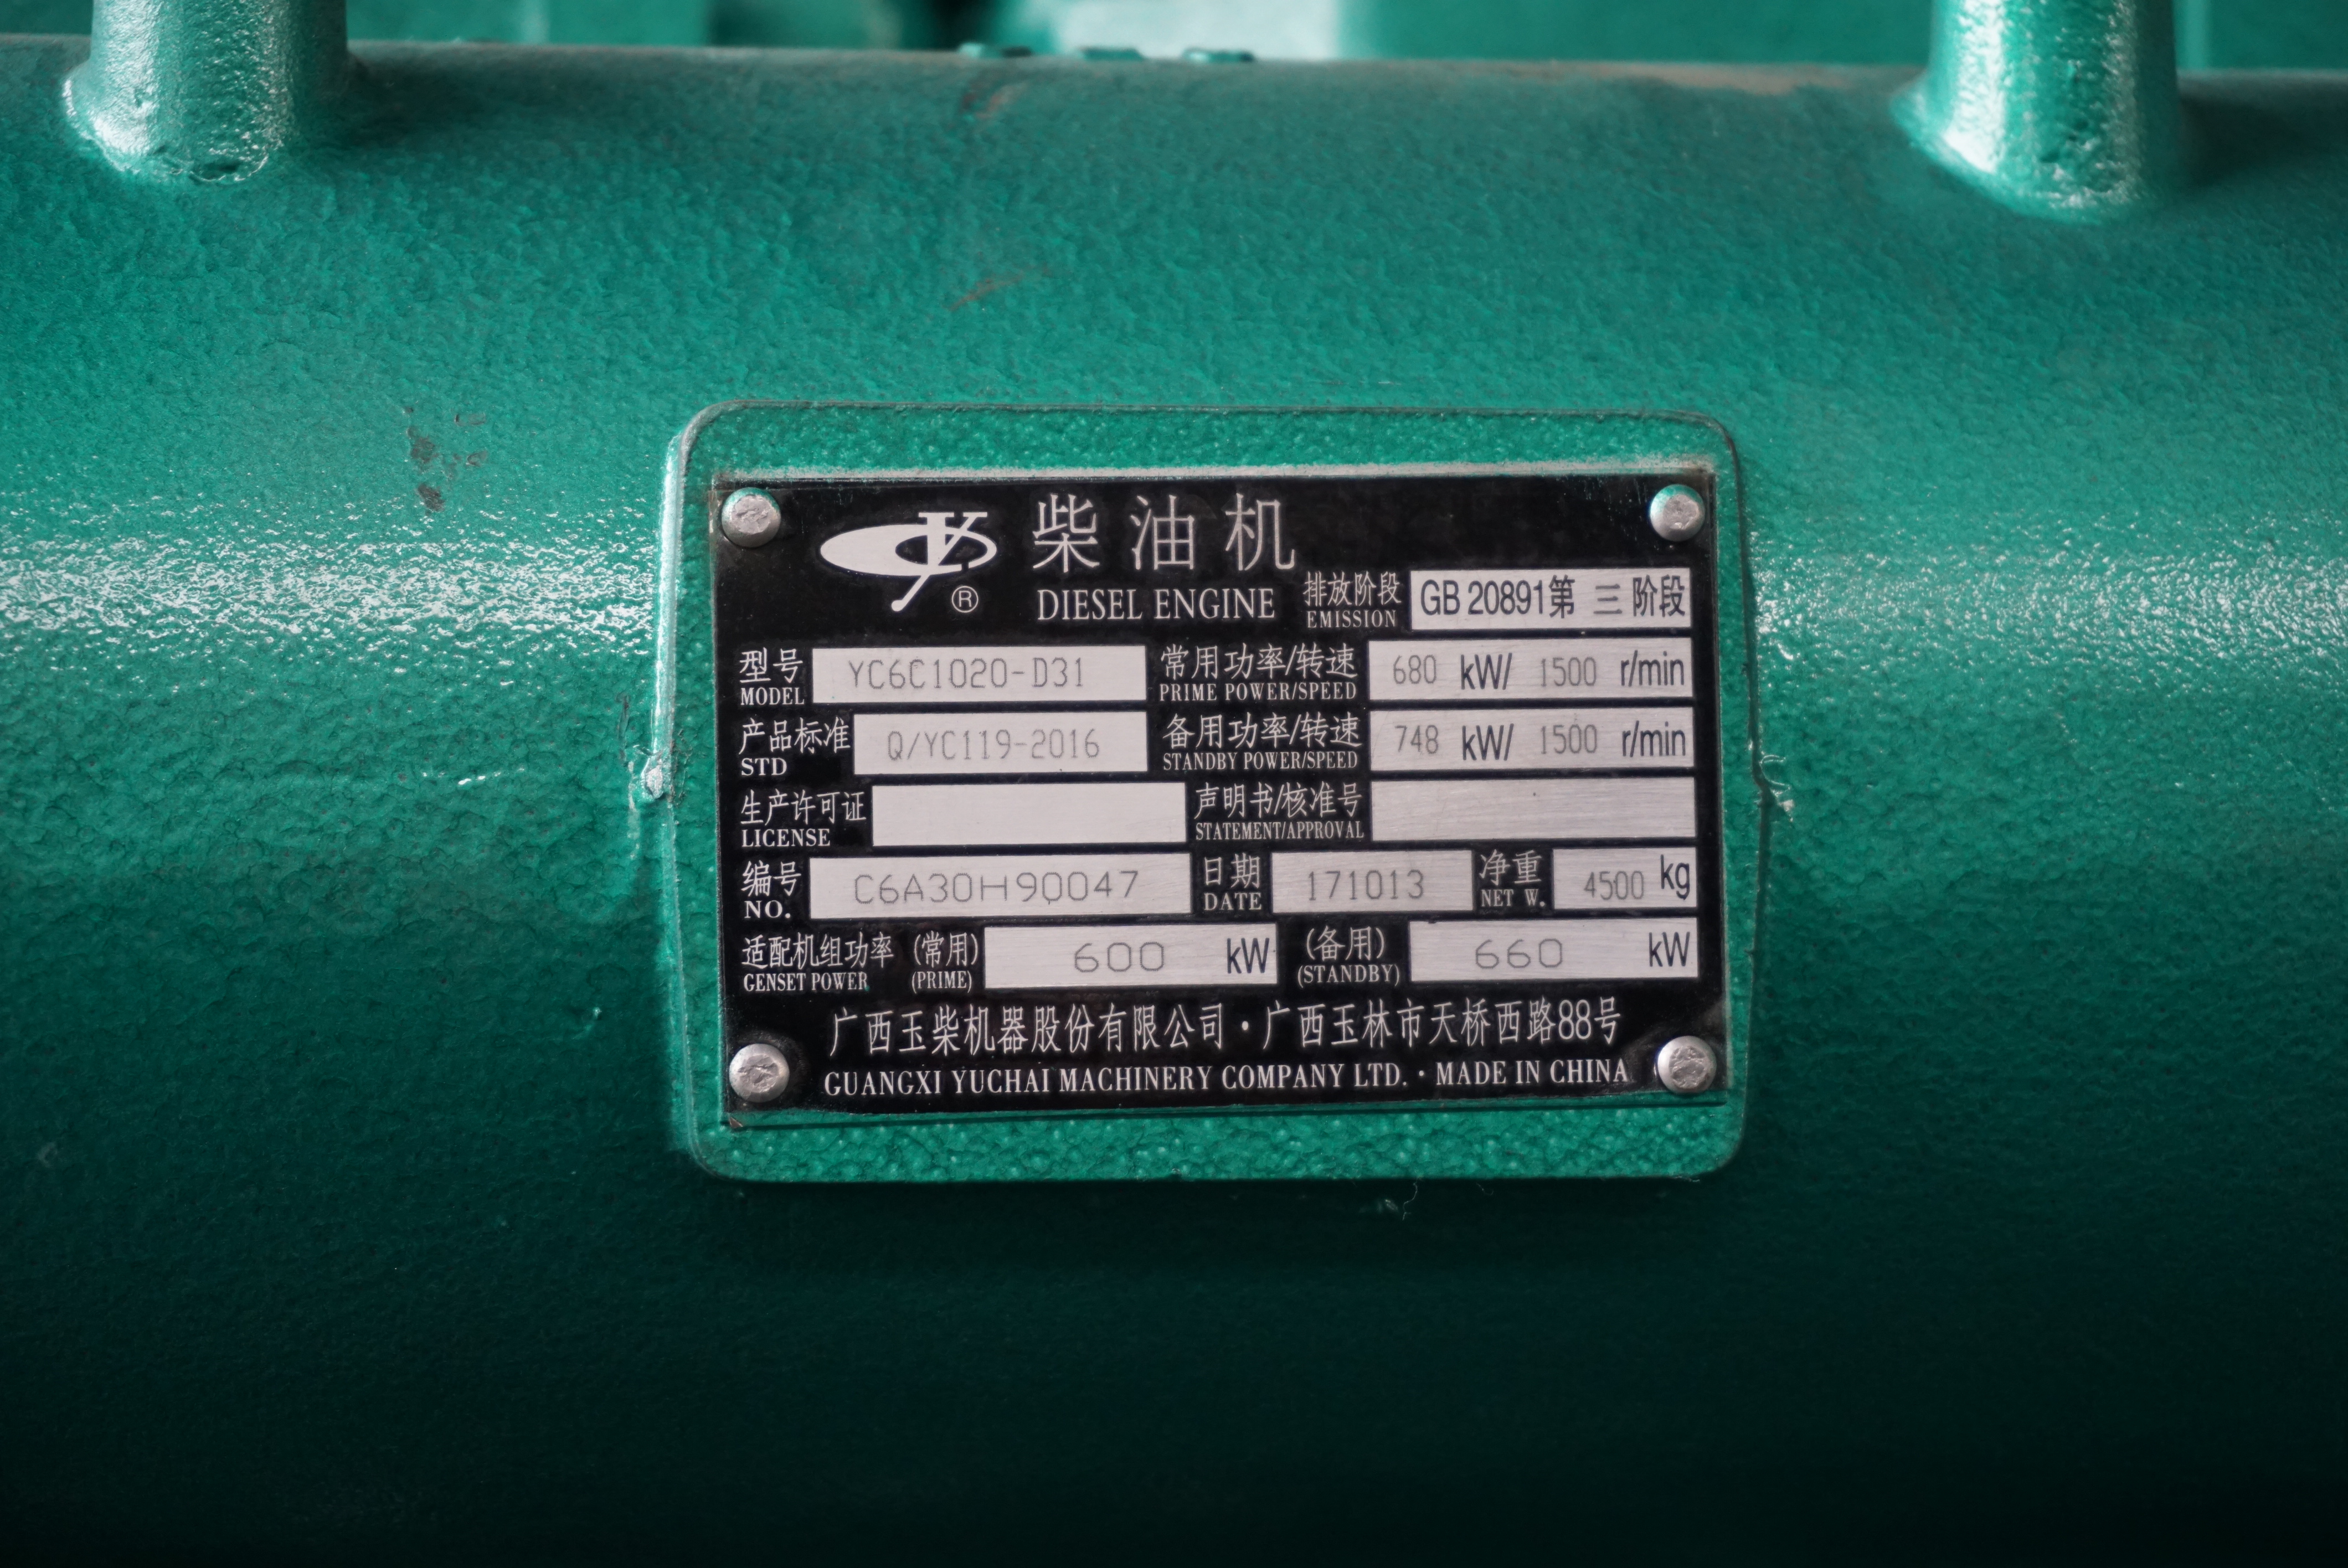 柴油机
DIESEL ENGINE 排放阶段 EMISSION GB 20891第 三 阶段
型号 MODEL YC6C1020-D31 常用功率/转速 PRIME POWER/SPEED 680 kW/ 1500 r/min
产品标准 STD Q/YC119-2016 备用功率/转速 STANDBY POWER/SPEED 748 kW/ 1500 r/min
生产许可证 LICENSE 声明书/核准号 STATEMENT/APPROVAL
编号 NO. C6A30H90047 日期 DATE 171013 净重 NET W. 4500 kg
适配机组功率 GENSET POWER (常用) (PRIME) 600 kW (备用) (STANDBY) 660 kW
广西玉柴机器股份有限公司·广西玉林市天桥西路88号
GUANGXI YUCHAI MACHINERY COMPANY LTD.·MADE IN CHINA